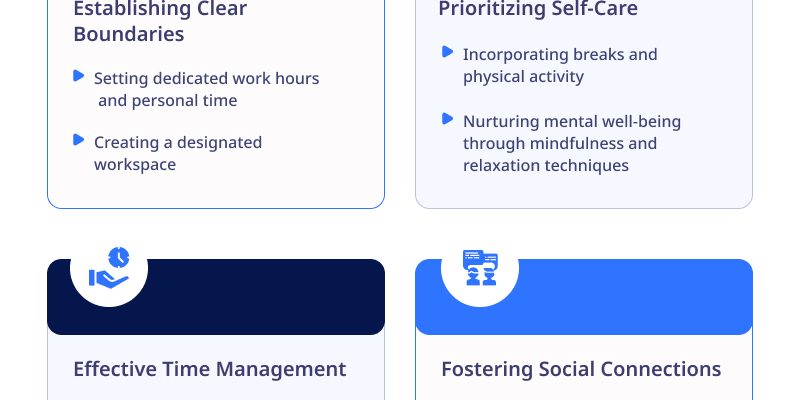 Establishing Clear
Boundaries
Setting dedicated work hours
and personal time
Creating a designated
workspace
Prioritizing Self-Care
Incorporating breaks and
physical activity
Nurturing mental well-being
through mindfulness and
relaxation techniques
Effective Time Management
Fostering Social Connections